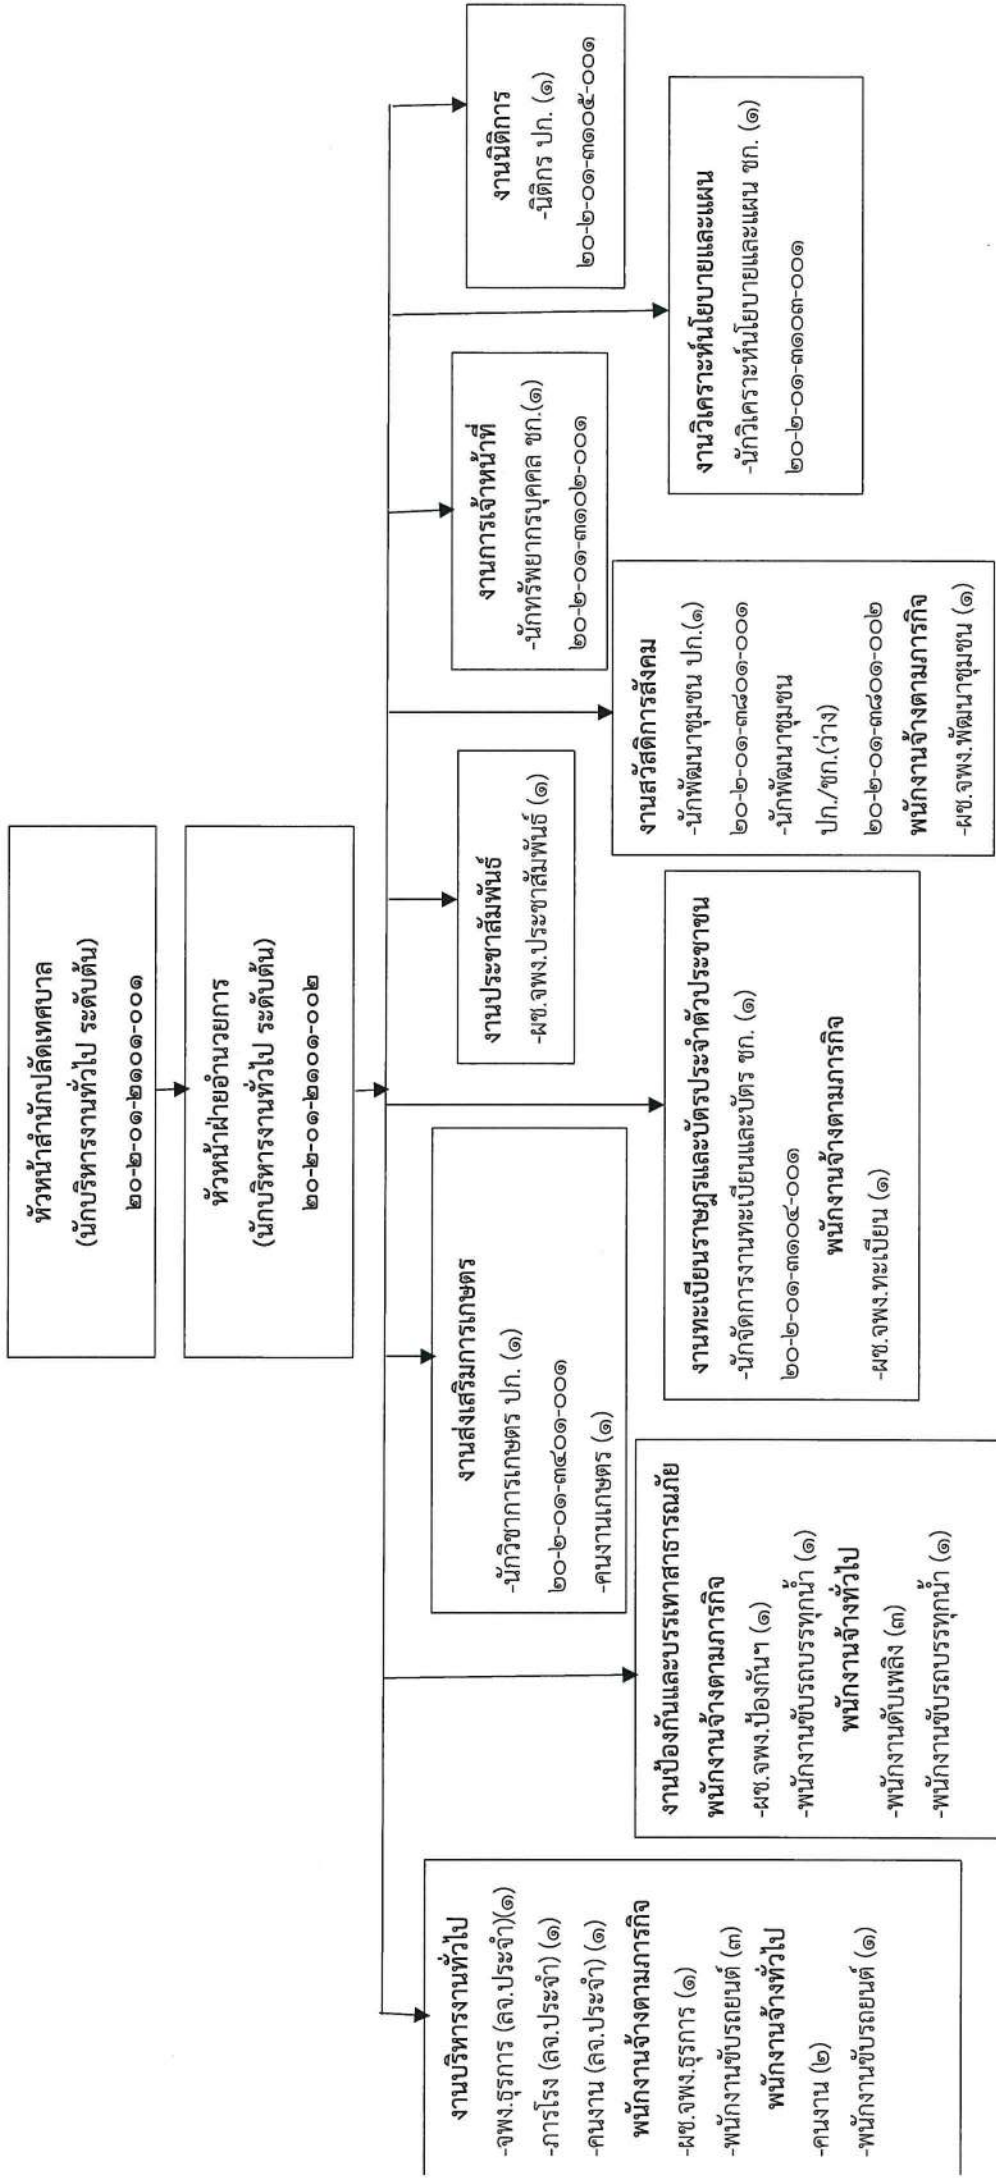 หัวหน้าสำนักปลัดเทศบาล
(นักบริหารงานทั่วไป ระดับต้น)
๒๐-๒-๐๑-๒๑๐๑-๐๐๑
หัวหน้าฝ่ายอำนวยการ
(นักบริหารงานทั่วไป ระดับต้น)
๒๐-๒-๐๑-๒๑๐๑-๐๐๒
งานบริหารงานทั่วไป
-จพง.ธุรการ (ลจ.ประจำ)(๑)
-ภารโรง (ลจ.ประจำ) (๑)
-คนงาน (ลจ.ประจำ) (๑)
พนักงานจ้างตามภารกิจ
-ผช.จพง.ธุรการ (๑)
-พนักงานขับรถยนต์ (๓)
พนักงานจ้างทั่วไป
-คนงาน (๒)
-พนักงานขับรถยนต์ (๑)
งานป้องกันและบรรเทาสาธารณภัย
พนักงานจ้างตามภารกิจ
-ผช.จพง.ป้องกันฯ (๑)
-พนักงานขับรถบรรทุกน้ำ (๑)
พนักงานจ้างทั่วไป
-พนักงานดับเพลิง (๓)
-พนักงานขับรถบรรทุกน้ำ (๑)
งานส่งเสริมการเกษตร
-นักวิชาการเกษตร ปก. (๑)
๒๐-๒-๐๑-๓๔๐๑-๐๐๑
-คนงานเกษตร (๑)
งานทะเบียนราษฎรและบัตรประจำตัวประชาชน
-นักจัดการงานทะเบียนและบัตร ชก. (๑)
๒๐-๒-๐๑-๓๑๐๔-๐๐๑
พนักงานจ้างตามภารกิจ
-ผช.จพง.ทะเบียน (๑)
งานประชาสัมพันธ์
-ผช.จพง.ประชาสัมพันธ์ (๑)
งานสวัสดิการสังคม
-นักพัฒนาชุมชน ปก.(๑)
๒๐-๒-๐๑-๓๘๐๑-๐๐๑
-นักพัฒนาชุมชน
ปก./ชก.(ว่าง)
๒๐-๒-๐๑-๓๘๐๑-๐๐๒
พนักงานจ้างตามภารกิจ
-ผช.จพง.พัฒนาชุมชน (๑)
งานการเจ้าหน้าที่
-นักทรัพยากรบุคคล ชก.(๑)
๒๐-๒-๐๑-๓๑๐๒-๐๐๑
งานวิเคราะห์นโยบายและแผน
-นักวิเคราะห์นโยบายและแผน ชก. (๑)
๒๐-๒-๐๑-๓๑๐๓-๐๐๑
งานนิติการ
-นิติกร ปก. (๑)
๒๐-๒-๐๑-๓๑๐๕-๐๐๑